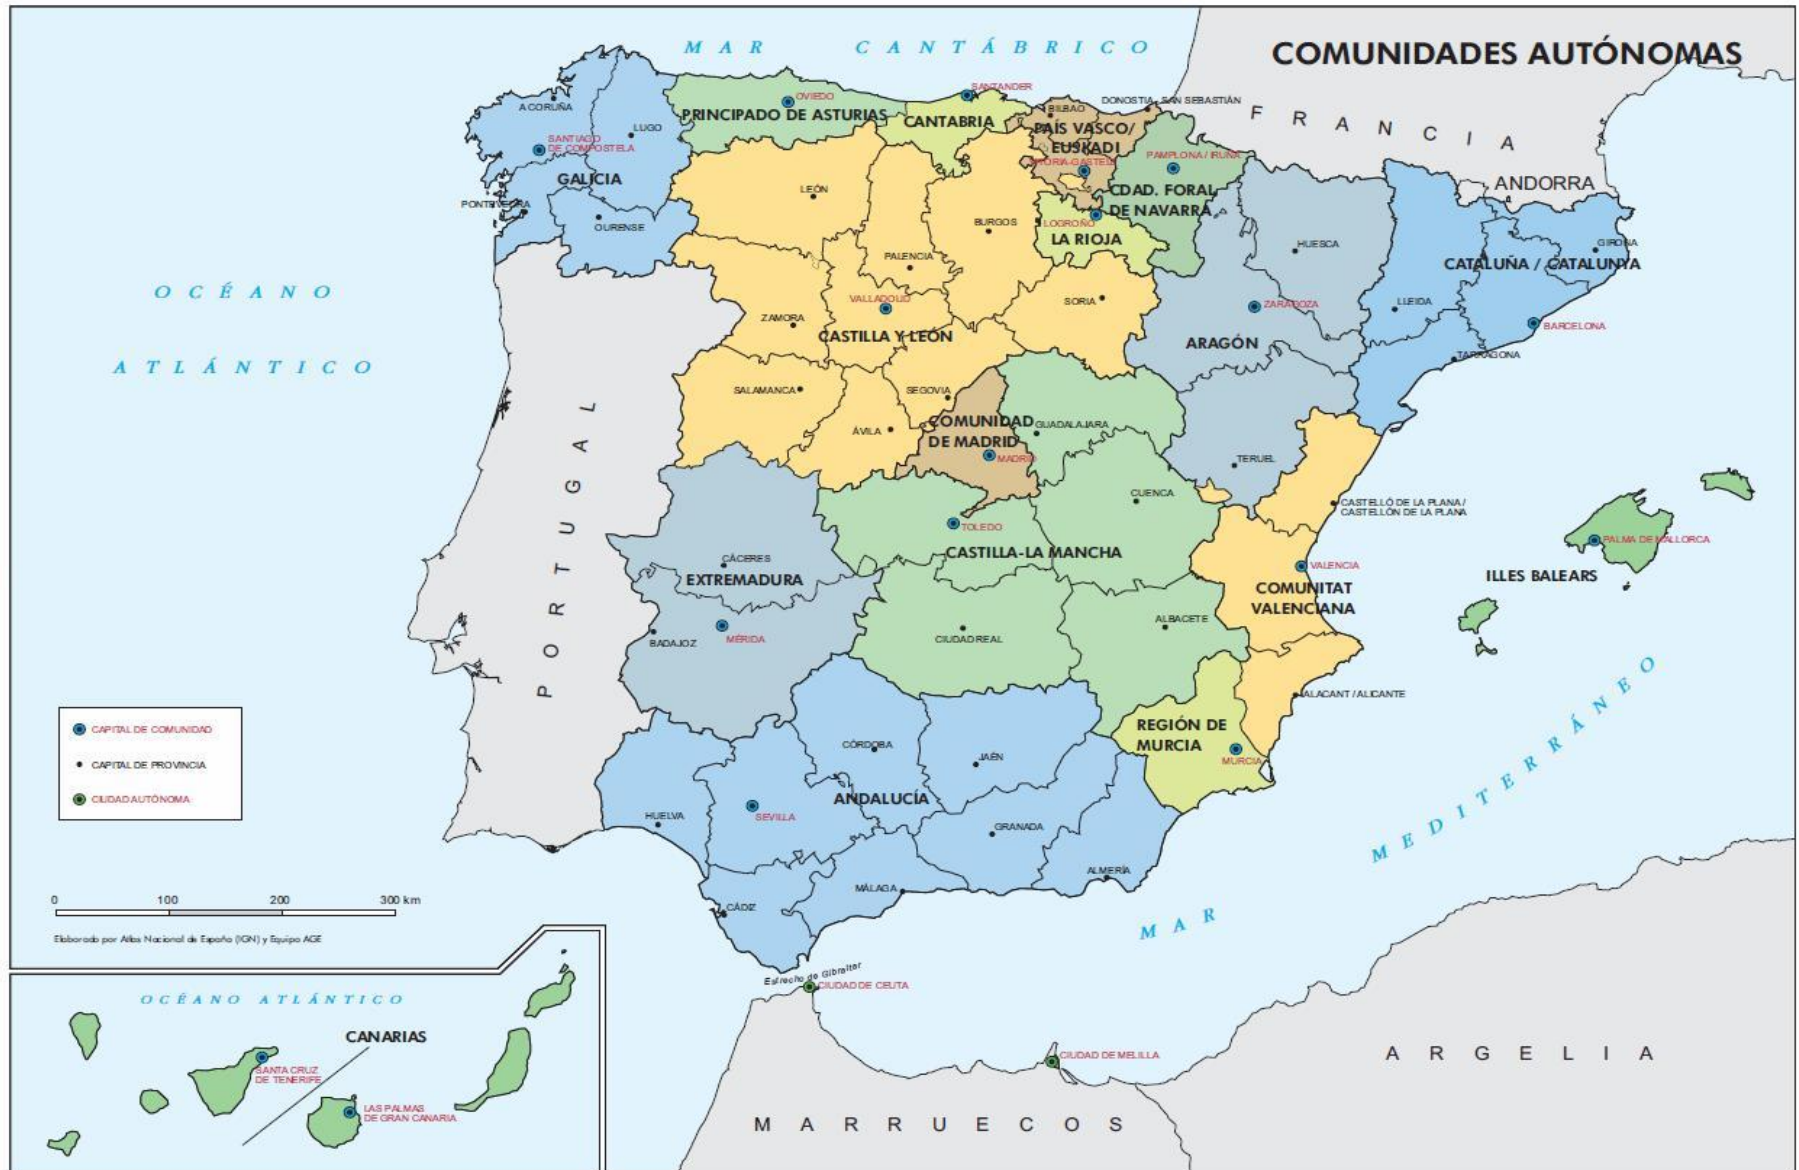 COMUNIDADES AUTÓNOMAS
MAR CANTÁBRICO
FRANCIA
ANDORRA
OCÉANO
ATLÁNTICO
PORTUGAL
A CORUÑA
LUGO
SANTIAGO
DE COMPOSTELA
GALICIA
PONTEVEDRA
OURENSE
OVIEDO
PRINCIPADO DE ASTURIAS
SANTANDER
CANTABRIA
BILBAO
DONOSTIA - SAN SEBASTIÁN
PAÍS VASCO/
EUSKADI
VITORIA-GASTEIZ
PAMPLONA / IRUÑA
CDAD. FORAL
DE NAVARRA
LOGROÑO
LA RIOJA
LEÓN
BURGOS
PALENCIA
VALLADOLID
ZAMORA
SORIA
CASTILLA Y LEÓN
SALAMANCA
SEGOVIA
ÁVILA
HUESCA
ZARAGOZA
ARAGÓN
TERUEL
GIRONA
CATALUÑA / CATALUNYA
LLEIDA
BARCELONA
TARRAGONA
COMUNIDAD
DE MADRID
MADRID
GUADALAJARA
CUENCA
TOLEDO
CASTILLA-LA MANCHA
CIUDAD REAL
ALBACETE
CÁCERES
EXTREMADURA
BADAJOZ
MÉRIDA
CASTELLÓ DE LA PLANA /
CASTELLÓN DE LA PLANA
VALENCIA
COMUNITAT
VALENCIANA
ALACANT / ALICANTE
PALMA DE MALLORCA
ILLES BALEARS
REGIÓN DE
MURCIA
MURCIA
CÓRDOBA
JAÉN
ANDALUCÍA
HUELVA
SEVILLA
GRANADA
ALMERÍA
MÁLAGA
CÁDIZ
MAR MEDITERRÁNEO
Estrecho de Gibraltar
CIUDAD DE CEUTA
CIUDAD DE MELILLA
MARRUECOS
ARGELIA
CAPITAL DE COMUNIDAD
CAPITAL DE PROVINCIA
CIUDAD AUTÓNOMA
0 100 200 300 km
Elaborado por Atlas Nacional de España (IGN) y Equipo AGE
OCÉANO ATLÁNTICO
CANARIAS
SANTA CRUZ
DE TENERIFE
LAS PALMAS
DE GRAN CANARIA